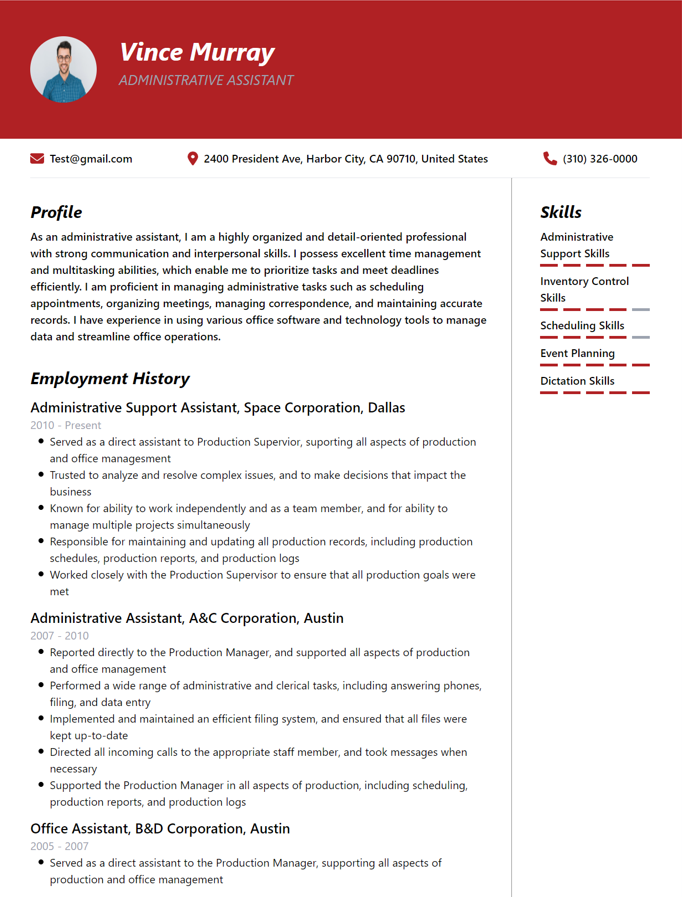 Vince Murray
ADMINISTRATIVE ASSISTANT
Test@gmail.com
2400 President Ave, Harbor City, CA 90710, United States
(310) 326-0000
Profile
As an administrative assistant, I am a highly organized and detail-oriented professional
with strong communication and interpersonal skills. I possess excellent time management
and multitasking abilities, which enable me to prioritize tasks and meet deadlines
efficiently. I am proficient in managing administrative tasks such as scheduling
appointments, organizing meetings, managing correspondence, and maintaining accurate
records. I have experience in using various office software and technology tools to manage
data and streamline office operations.
Employment History
Administrative Support Assistant, Space Corporation, Dallas
2010 - Present
● Served as a direct assistant to Production Supervior, suporting all aspects of production
and office managesment
● Trusted to analyze and resolve complex issues, and to make decisions that impact the
business
● Known for ability to work independently and as a team member, and for ability to
manage multiple projects simultaneously
● Responsible for maintaining and updating all production records, including production
schedules, production reports, and production logs
● Worked closely with the Production Supervisor to ensure that all production goals were
met
Administrative Assistant, A&C Corporation, Austin
2007 - 2010
● Reported directly to the Production Manager, and supported all aspects of production
and office management
● Performed a wide range of administrative and clerical tasks, including answering phones,
filing, and data entry
● Implemented and maintained an efficient filing system, and ensured that all files were
kept up-to-date
● Directed all incoming calls to the appropriate staff member, and took messages when
necessary
● Supported the Production Manager in all aspects of production, including scheduling,
production reports, and production logs
Office Assistant, B&D Corporation, Austin
2005 - 2007
● Served as a direct assistant to the Production Manager, supporting all aspects of
production and office management
Skills
Administrative
Support Skills
Inventory Control
Skills
Scheduling Skills
Event Planning
Dictation Skills